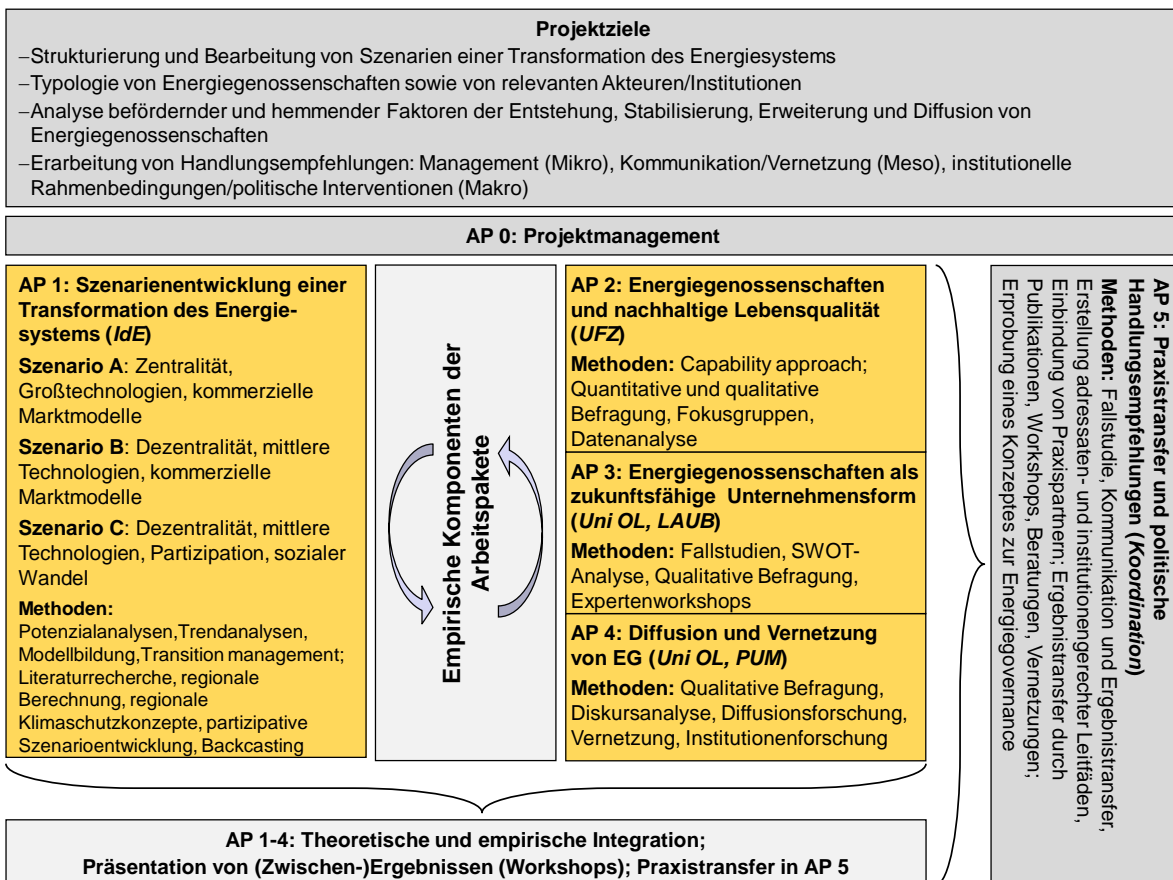 Projektziele
–Strukturierung und Bearbeitung von Szenarien einer Transformation des Energiesystems
–Typologie von Energiegenossenschaften sowie von relevanten Akteuren/Institutionen
–Analyse befördernder und hemmender Faktoren der Entstehung, Stabilisierung, Erweiterung und Diffusion von
Energiegenossenschaften
–Erarbeitung von Handlungsempfehlungen: Management (Mikro), Kommunikation/Vernetzung (Meso), institutionelle
Rahmenbedingungen/politische Interventionen (Makro)
AP 0: Projektmanagement
AP 1: Szenarienentwicklung einer
Transformation des Energie-
systems (IdE)
Szenario A: Zentralität,
Großtechnologien, kommerzielle
Marktmodelle
Szenario B: Dezentralität, mittlere
Technologien, kommerzielle
Marktmodelle
Szenario C: Dezentralität, mittlere
Technologien, Partizipation, sozialer
Wandel
Methoden:
Potenzialanalysen,Trendanalysen,
Modellbildung,Transition management;
Literaturrecherche, regionale
Berechnung, regionale
Klimaschutzkonzepte, partizipative
Szenarioentwicklung, Backcasting
Empirische Komponenten der
Arbeitspakete
AP 2: Energiegenossenschaften
und nachhaltige Lebensqualität
(UFZ)
Methoden: Capability approach;
Quantitative und qualitative
Befragung, Fokusgruppen,
Datenanalyse
AP 3: Energiegenossenschaften als
zukunftsfähige Unternehmensform
(Uni OL, LAUB)
Methoden: Fallstudien, SWOT-
Analyse, Qualitative Befragung,
Expertenworkshops
AP 4: Diffusion und Vernetzung
von EG (Uni OL, PUM)
Methoden: Qualitative Befragung,
Diskursanalyse, Diffusionsforschung,
Vernetzung, Institutionenforschung
AP 5: Praxistransfer und politische
Handlungsempfehlungen (Koordination)
Methoden: Fallstudie, Kommunikation und Ergebnistransfer,
Erstellung adressaten- und institutionengerechter Leitfäden,
Einbindung von Praxispartnern; Ergebnistransfer durch
Publikationen, Workshops, Beratungen, Vernetzungen;
Erprobung eines Konzeptes zur Energiegovernance
AP 1-4: Theoretische und empirische Integration;
Präsentation von (Zwischen-)Ergebnissen (Workshops); Praxistransfer in AP 5